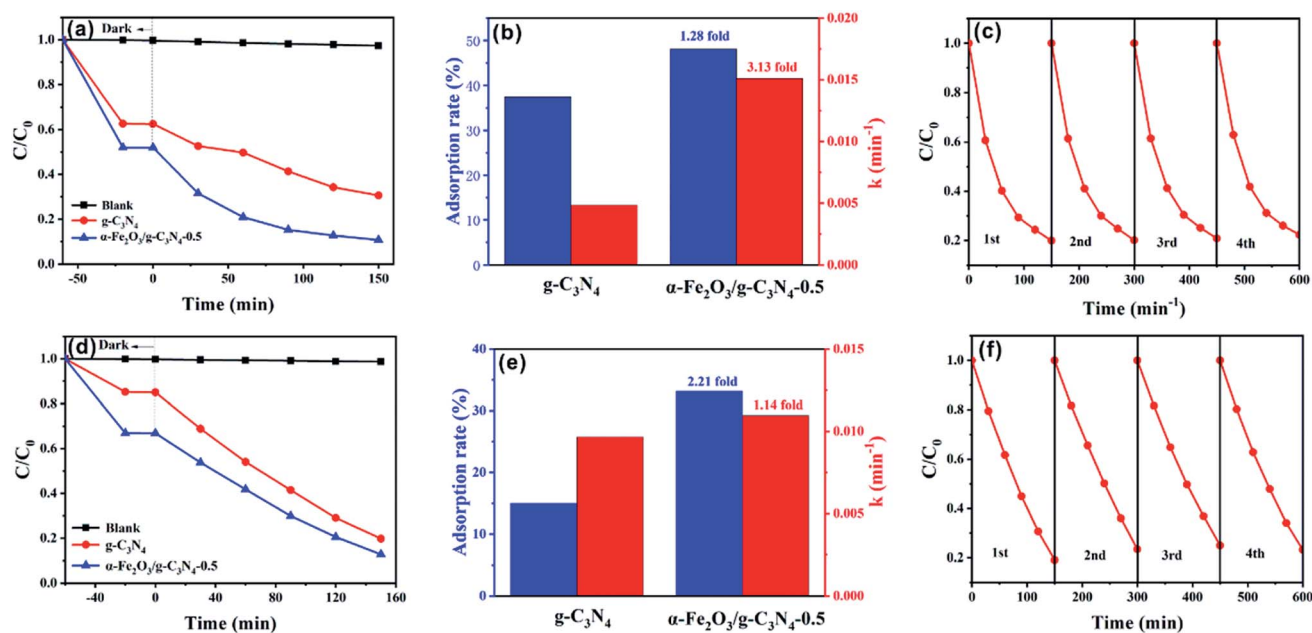 (a)
Dark
C/C0
1.0
0.8
0.6
0.4
0.2
0.0
Blank
g-C3N4
α-Fe2O3/g-C3N4-0.5
-50
0
50
100
150
Time (min)
(b)
Adsorption rate (%)
50
40
30
20
10
0
1.28 fold
3.13 fold
0.020
0.015
0.010
0.005
0.000
k (min-1)
g-C3N4
α-Fe2O3/g-C3N4-0.5
(c)
C/C0
1.0
0.8
0.6
0.4
0.2
1st
2nd
3rd
4th
0
100
200
300
400
500
600
Time (min-1)
(d)
Dark
C/C0
1.0
0.8
0.6
0.4
0.2
0.0
Blank
g-C3N4
α-Fe2O3/g-C3N4-0.5
-40
0
40
80
120
160
Time (min)
(e)
Adsorption rate (%)
40
30
20
10
0
2.21 fold
1.14 fold
0.015
0.010
0.005
0.000
k (min-1)
g-C3N4
α-Fe2O3/g-C3N4-0.5
(f)
C/C0
1.0
0.8
0.6
0.4
0.2
1st
2nd
3rd
4th
0
100
200
300
400
500
600
Time (min)